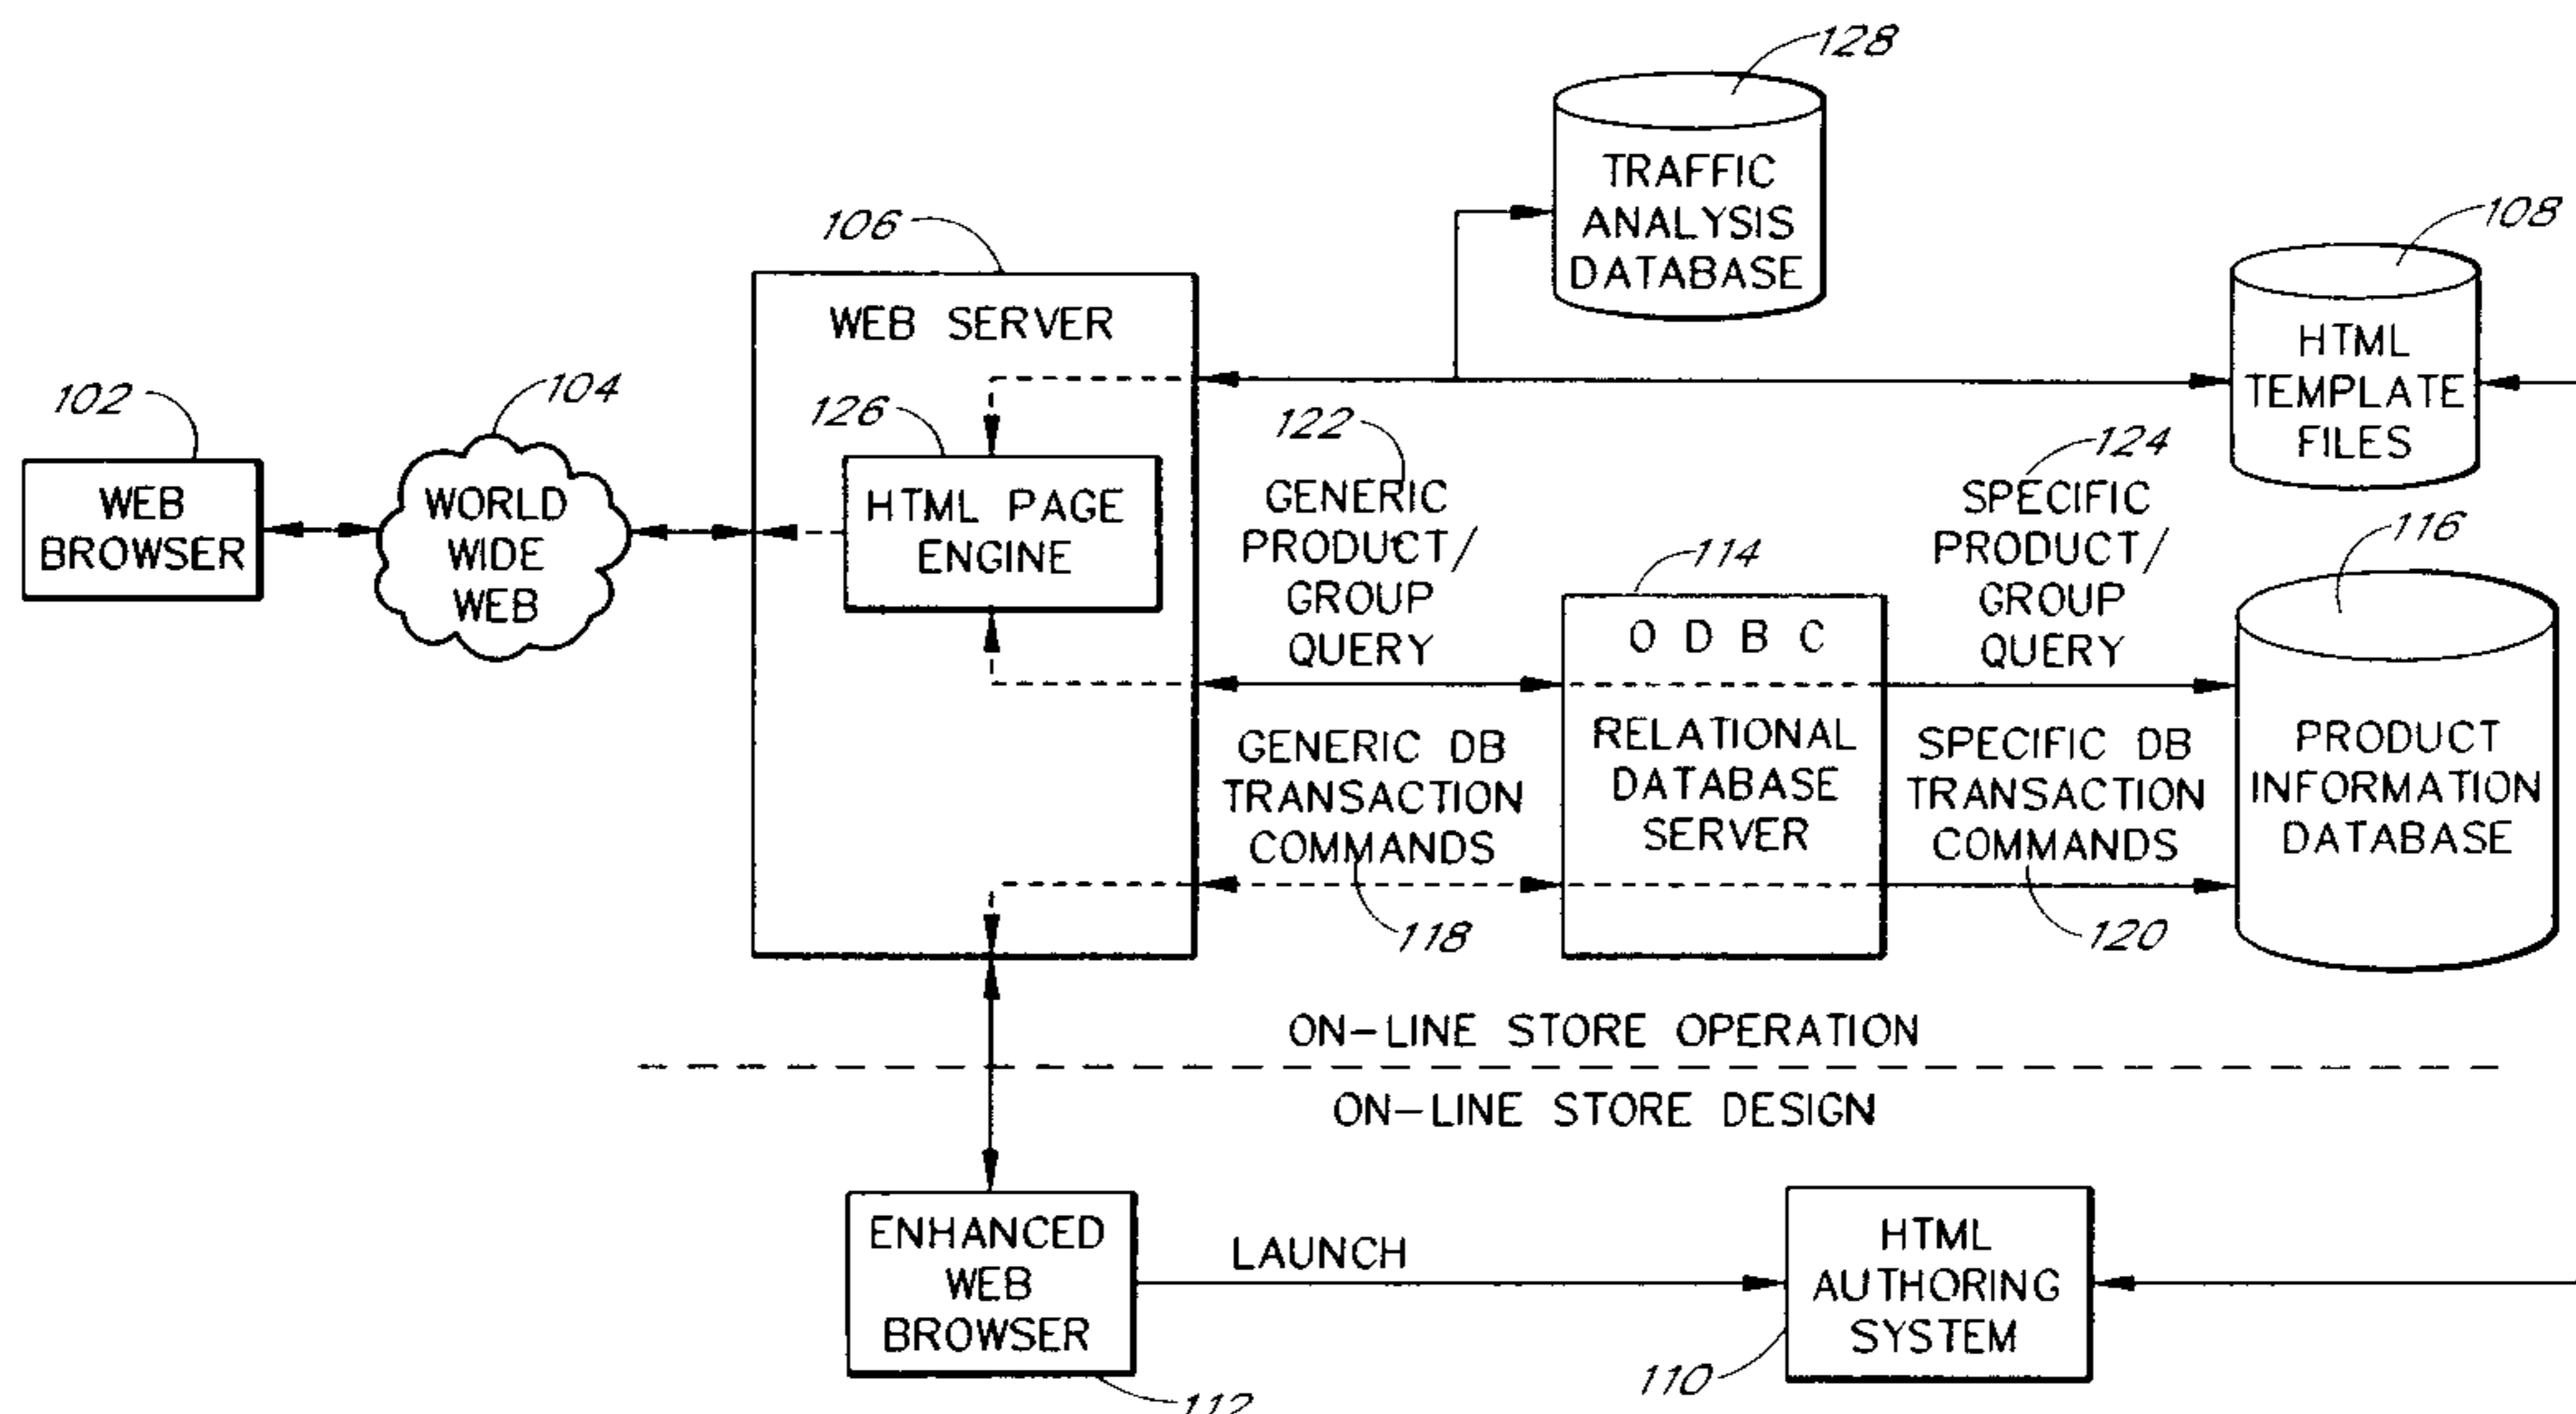 128
TRAFFIC
ANALYSIS
DATABASE
106
WEB SERVER
108
HTML
TEMPLATE
FILES
102
WEB
BROWSER
104
WORLD
WIDE
WEB
126
HTML PAGE
ENGINE
122
GENERIC
PRODUCT/
GROUP
QUERY
124
SPECIFIC
PRODUCT/
GROUP
QUERY
114
O D B C
RELATIONAL
DATABASE
SERVER
116
PRODUCT
INFORMATION
DATABASE
GENERIC DB
TRANSACTION
COMMANDS
118
SPECIFIC DB
TRANSACTION
COMMANDS
120
ON-LINE STORE OPERATION
ON-LINE STORE DESIGN
ENHANCED
WEB
BROWSER
112
LAUNCH
HTML
AUTHORING
SYSTEM
110